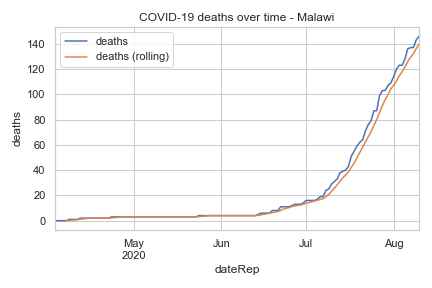 COVID-19 deaths over time - Malawi
deaths
deaths (rolling)
140
120
100
80
60
40
20
0
deaths
May
2020
Jun
Jul
Aug
dateRep